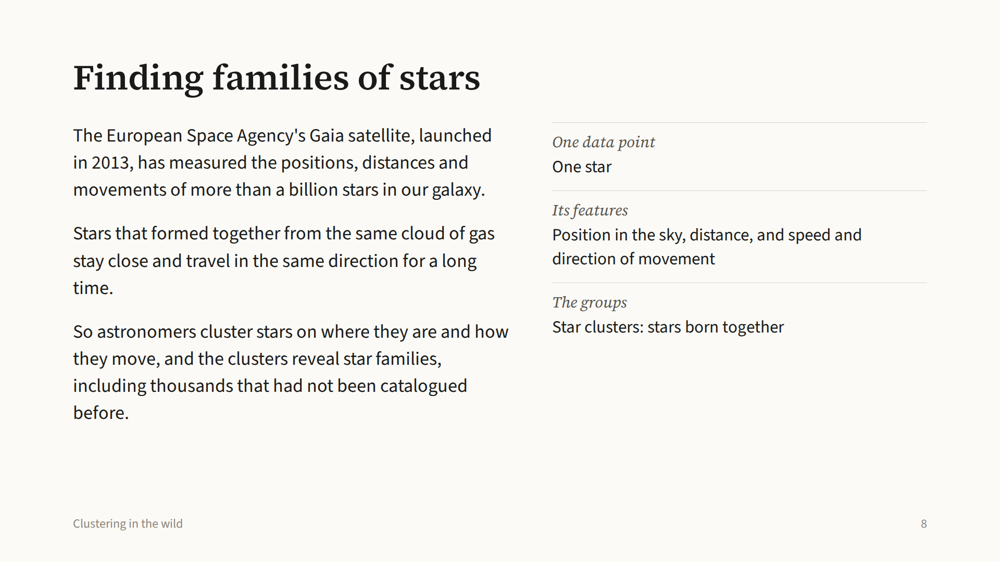 Finding families of stars
The European Space Agency's Gaia satellite, launched
in 2013, has measured the positions, distances and
movements of more than a billion stars in our galaxy.
Stars that formed together from the same cloud of gas
stay close and travel in the same direction for a long
time.
So astronomers cluster stars on where they are and how
they move, and the clusters reveal star families,
including thousands that had not been catalogued
before.
One data point
One star
Its features
Position in the sky, distance, and speed and
direction of movement
The groups
Star clusters: stars born together
Clustering in the wild
8